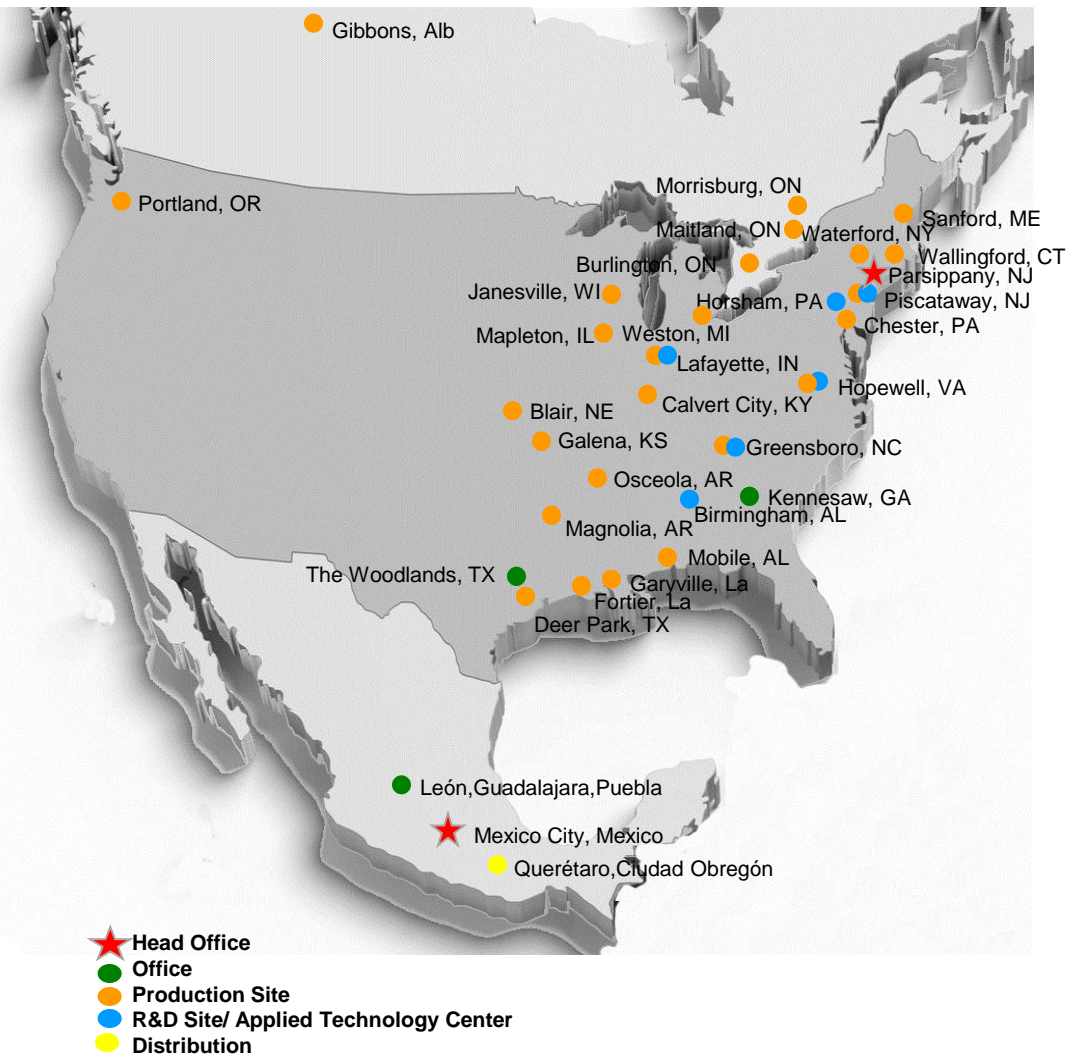 Gibbons, Alb
Morrisburg, ON
Portland, OR
Sanford, ME
Maitland, ON
Waterford, NY
Wallingford, CT
Burlington, ON
Parsippany, NJ
Janesville, WI
Horsham, PA
Piscataway, NJ
Chester, PA
Mapleton, IL
Weston, MI
Lafayette, IN
Hopewell, VA
Calvert City, KY
Blair, NE
Galena, KS
Greensboro, NC
Osceola, AR
Kennesaw, GA
Birmingham, AL
Magnolia, AR
Mobile, AL
The Woodlands, TX
Garyville, La
Fortier, La
Deer Park, TX
León,Guadalajara,Puebla
Mexico City, Mexico
Querétaro,Ciudad Obregón
Head Office
Office
Production Site
R&D Site/ Applied Technology Center
Distribution